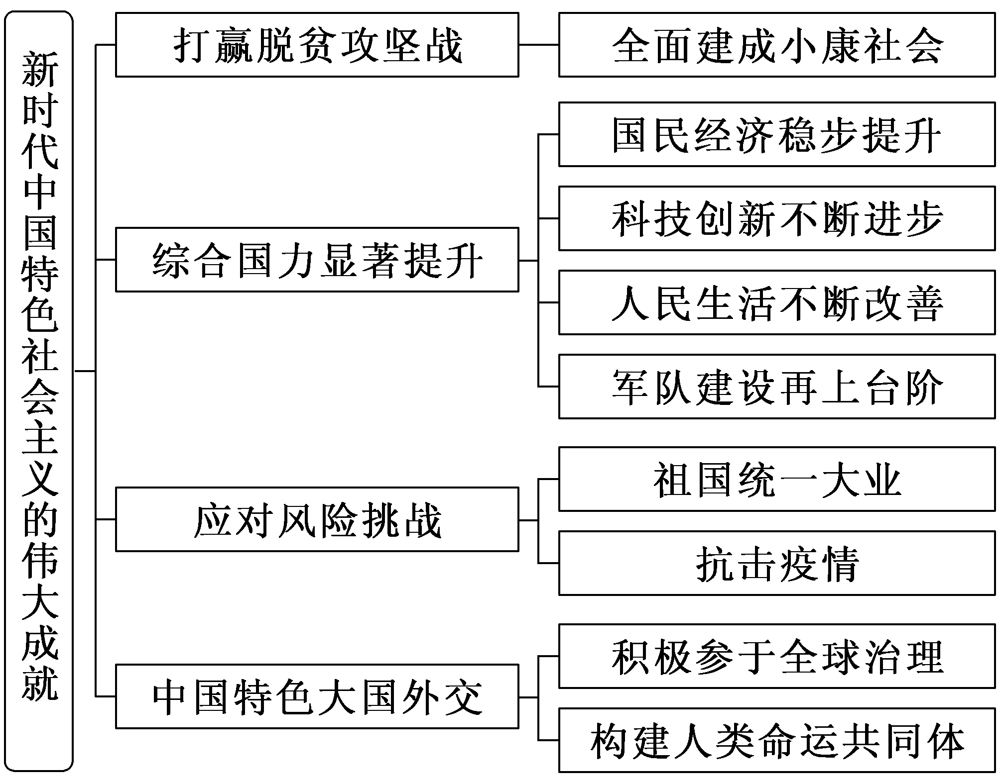 新时代中国特色社会主义的伟大成就
打赢脱贫攻坚战
全面建成小康社会
综合国力显著提升
国民经济稳步提升
科技创新不断进步
人民生活不断改善
军队建设再上台阶
应对风险挑战
祖国统一大业
抗击疫情
中国特色大国外交
积极参于全球治理
构建人类命运共同体